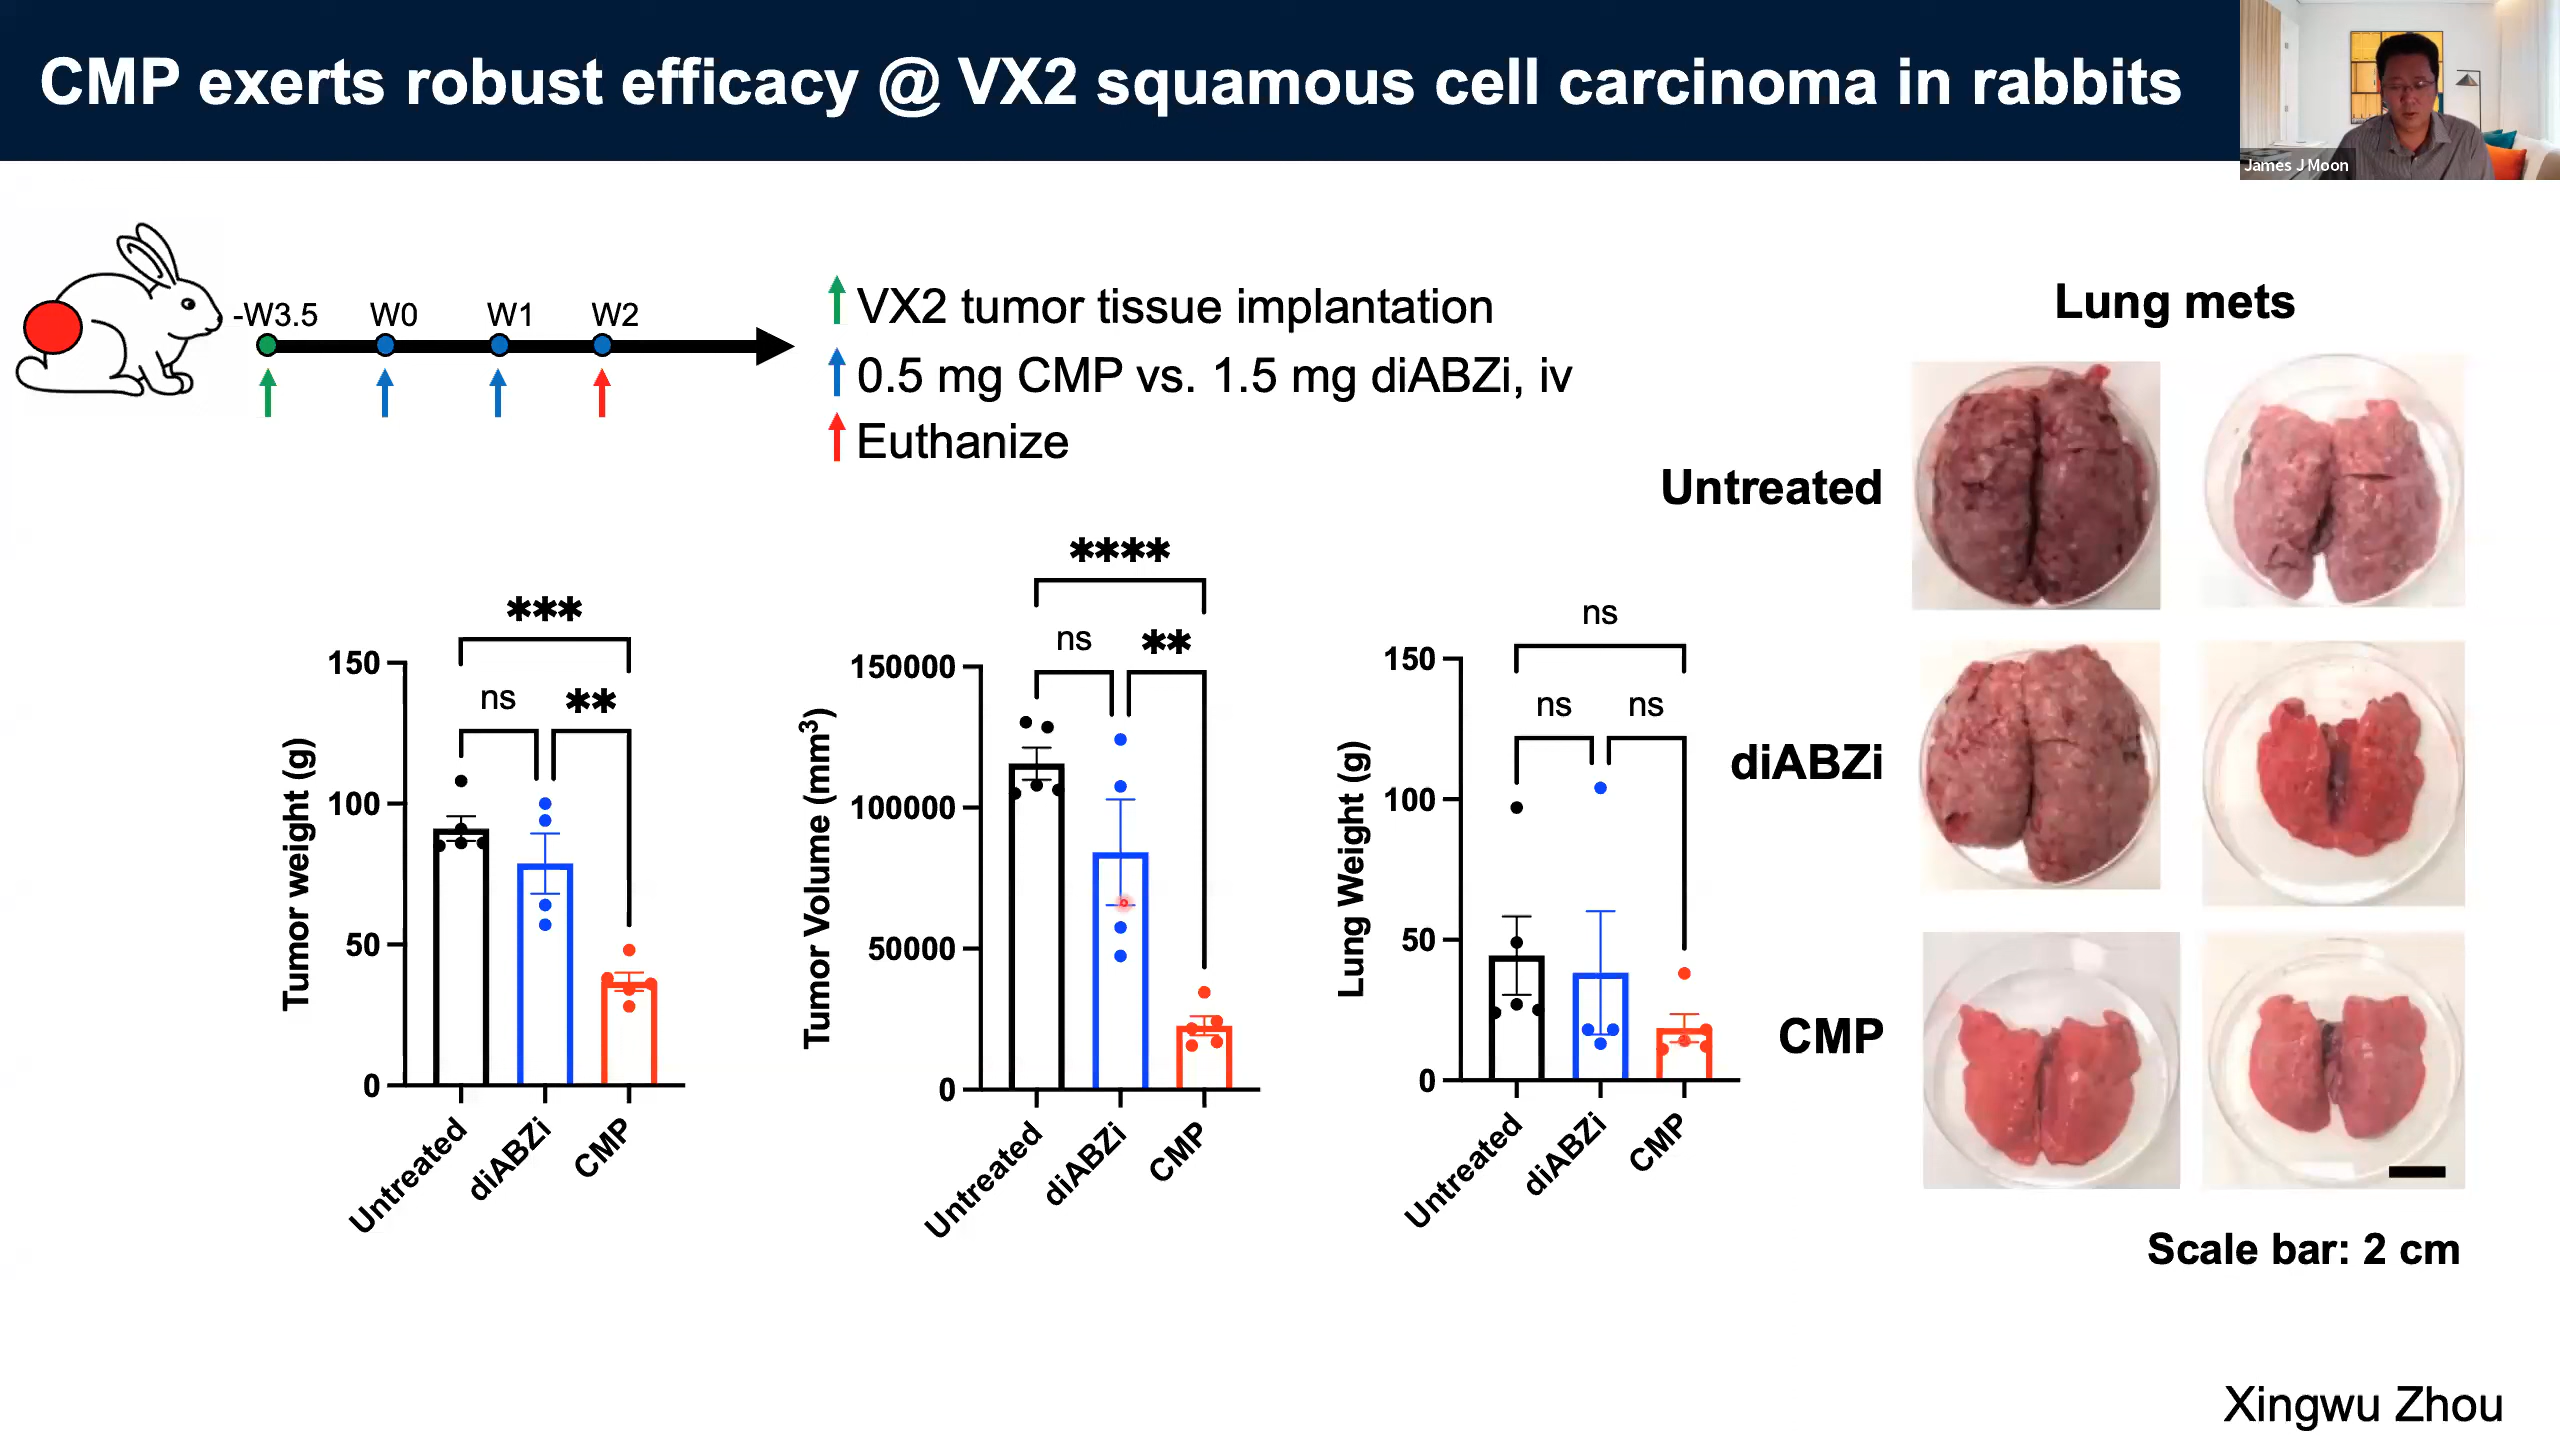 CMP exerts robust efficacy @ VX2 squamous cell carcinoma in rabbits
James J Moon
-W3.5 W0 W1 W2
VX2 tumor tissue implantation
0.5 mg CMP vs. 1.5 mg diABZi, iv
Euthanize
Lung mets
Untreated
diABZi
CMP
Scale bar: 2 cm
Tumor weight (g)
150
100
50
0
***
ns **
Untreated diABZi CMP
Tumor Volume (mm³)
150000
100000
50000
0
****
ns **
Untreated diABZi CMP
Lung Weight (g)
150
100
50
0
ns
ns ns
Untreated diABZi CMP
Xingwu Zhou